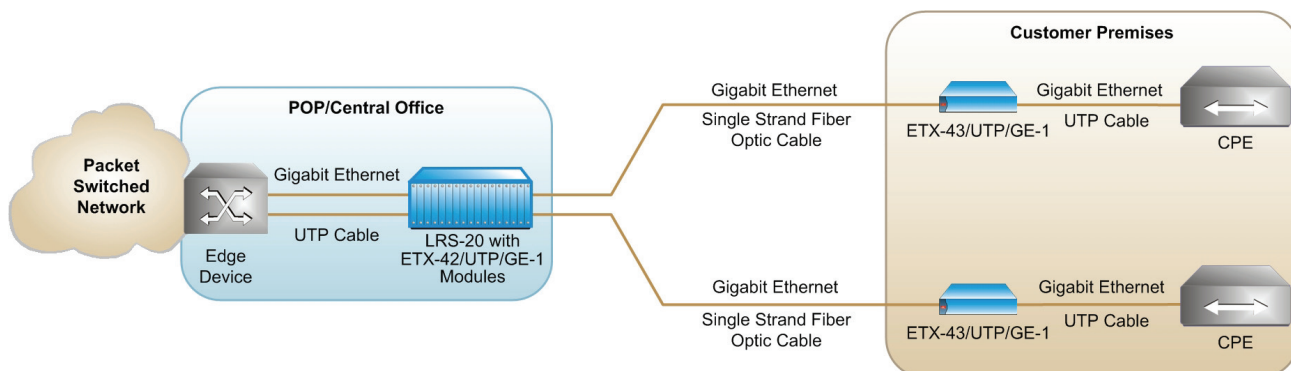 Customer Premises
POP/Central Office
Packet
Switched
Network
Gigabit Ethernet
UTP Cable
Edge
Device
LRS-20 with
ETX-42/UTP/GE-1
Modules
Gigabit Ethernet
Single Strand Fiber
Optic Cable
ETX-43/UTP/GE-1
Gigabit Ethernet
UTP Cable
CPE
Gigabit Ethernet
Single Strand Fiber
Optic Cable
ETX-43/UTP/GE-1
Gigabit Ethernet
UTP Cable
CPE